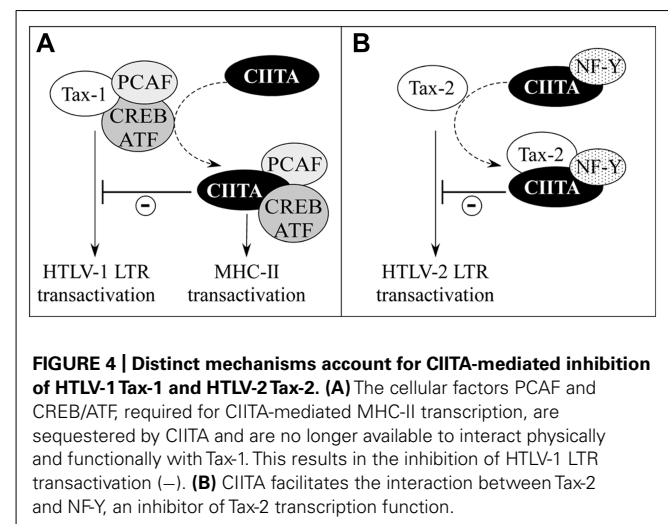 A
PCAF
Tax-1
CREB
ATF
CIITA
PCAF
CIITA
CREB
ATF
–
HTLV-1 LTR
transactivation
MHC-II
transactivation
B
NF-Y
Tax-2
CIITA
Tax-2
NF-Y
CIITA
–
HTLV-2 LTR
transactivation
FIGURE 4 | Distinct mechanisms account for CIITA-mediated inhibition
of HTLV-1 Tax-1 and HTLV-2 Tax-2. (A) The cellular factors PCAF and
CREB/ATF, required for CIITA-mediated MHC-II transcription, are
sequestered by CIITA and are no longer available to interact physically
and functionally with Tax-1. This results in the inhibition of HTLV-1 LTR
transactivation (–). (B) CIITA facilitates the interaction between Tax-2
and NF-Y, an inhibitor of Tax-2 transcription function.